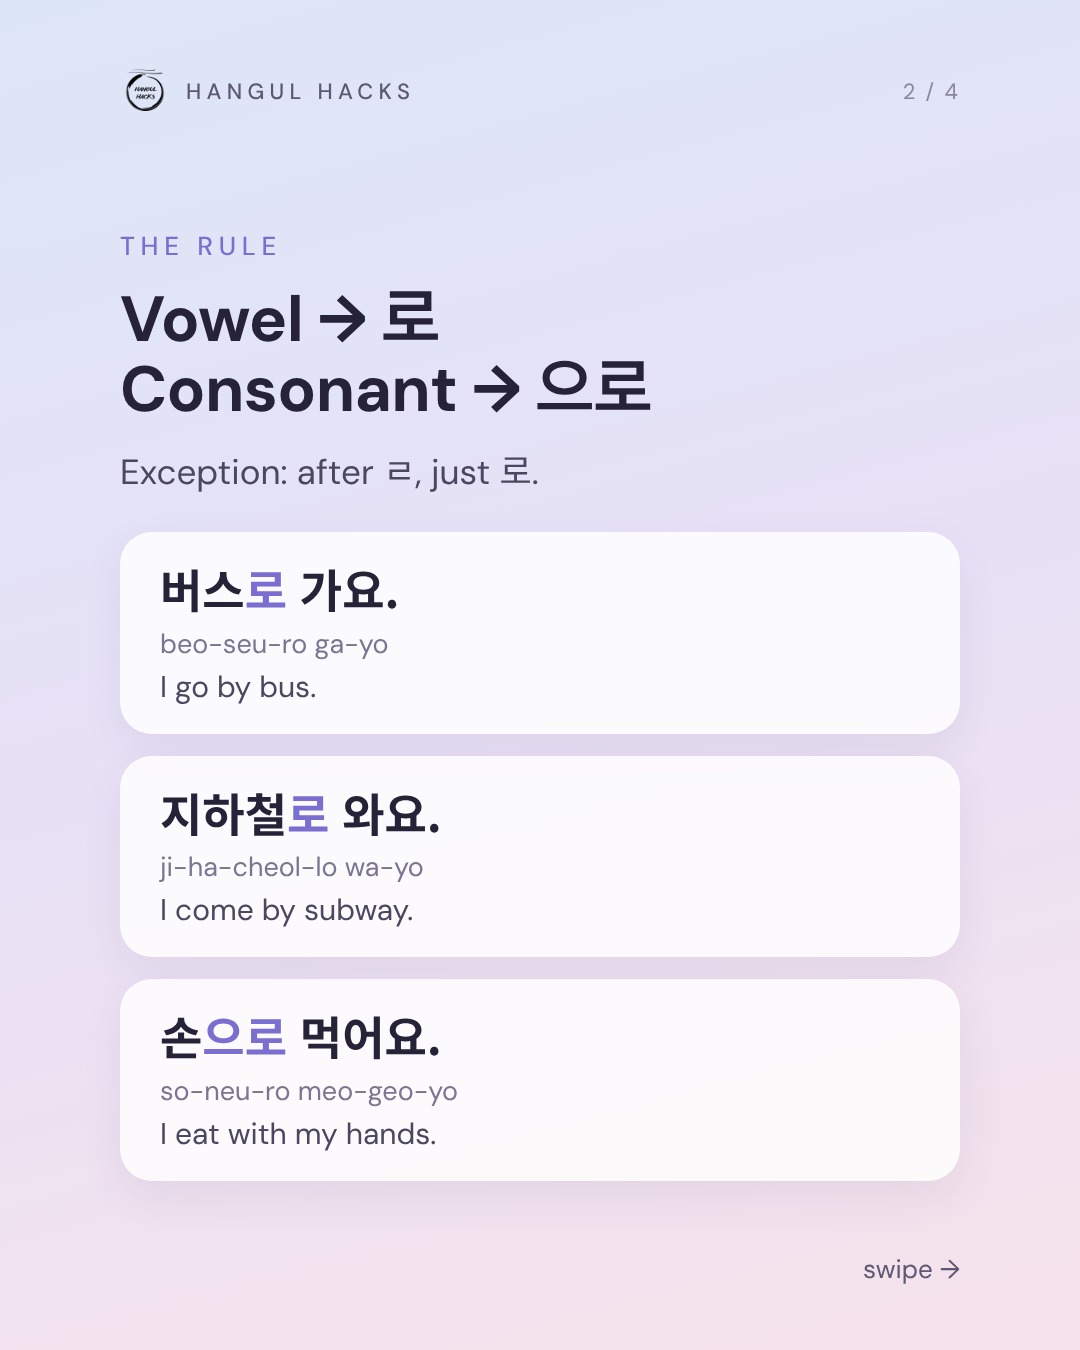 HANGUL HACKS
HANGUL HACKS
2 / 4
THE RULE
Vowel → 로
Consonant → 으로
Exception: after ㄹ, just 로.
버스로 가요.
beo-seu-ro ga-yo
I go by bus.
지하철로 와요.
ji-ha-cheol-lo wa-yo
I come by subway.
손으로 먹어요.
so-neu-ro meo-geo-yo
I eat with my hands.
swipe →